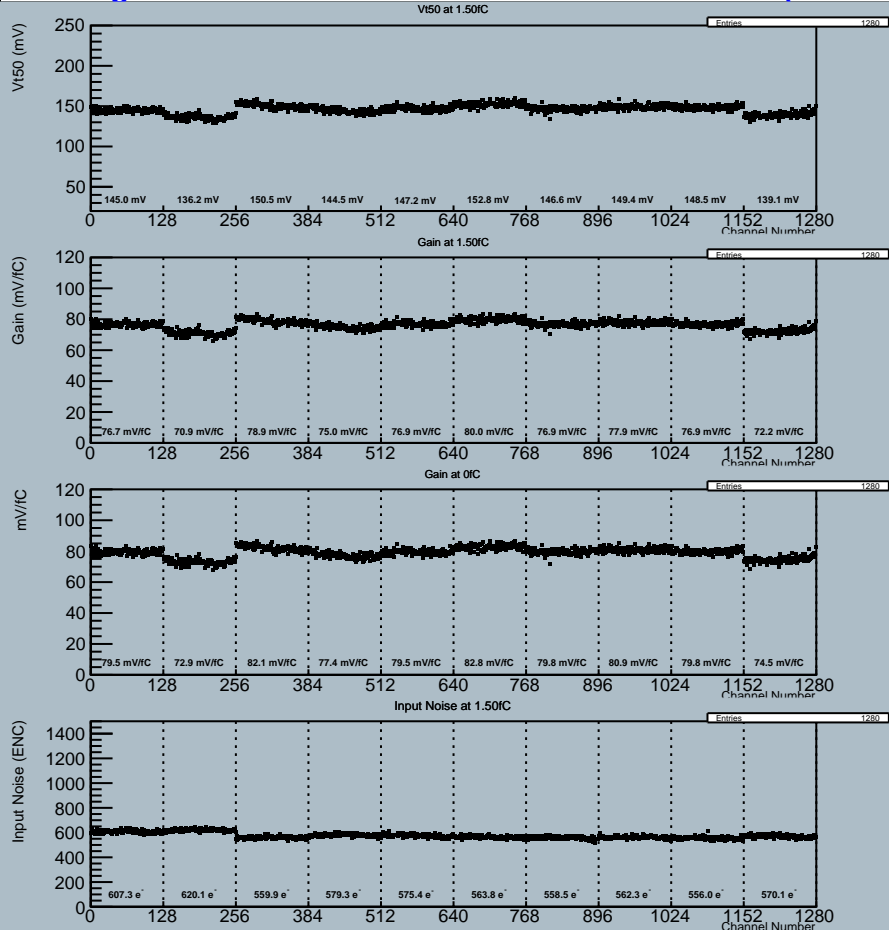 Vt50 at 1.50fC
Entries 1280
Vt50 (mV)
250
200
150
100
50
145.0 mV 136.2 mV 150.5 mV 144.5 mV 147.2 mV 152.8 mV 146.6 mV 149.4 mV 148.5 mV 139.1 mV
0 128 256 384 512 640 768 896 1024 1152 1280
Channel Number
Gain at 1.50fC
Entries 1280
Gain (mV/fC)
120
100
80
60
40
20
0
76.7 mV/fC 70.9 mV/fC 78.9 mV/fC 75.0 mV/fC 76.9 mV/fC 80.0 mV/fC 76.9 mV/fC 77.9 mV/fC 76.9 mV/fC 72.2 mV/fC
0 128 256 384 512 640 768 896 1024 1152 1280
Channel Number
Gain at 0fC
Entries 1280
mV/fC
120
100
80
60
40
20
0
79.5 mV/fC 72.9 mV/fC 82.1 mV/fC 77.4 mV/fC 79.5 mV/fC 82.8 mV/fC 79.8 mV/fC 80.9 mV/fC 79.8 mV/fC 74.5 mV/fC
0 128 256 384 512 640 768 896 1024 1152 1280
Channel Number
Input Noise at 1.50fC
Entries 1280
Input Noise (ENC)
1400
1200
1000
800
600
400
200
0
607.3 e⁻ 620.1 e⁻ 559.9 e⁻ 579.3 e⁻ 575.4 e⁻ 563.8 e⁻ 558.5 e⁻ 562.3 e⁻ 556.0 e⁻ 570.1 e⁻
0 128 256 384 512 640 768 896 1024 1152 1280
Channel Number